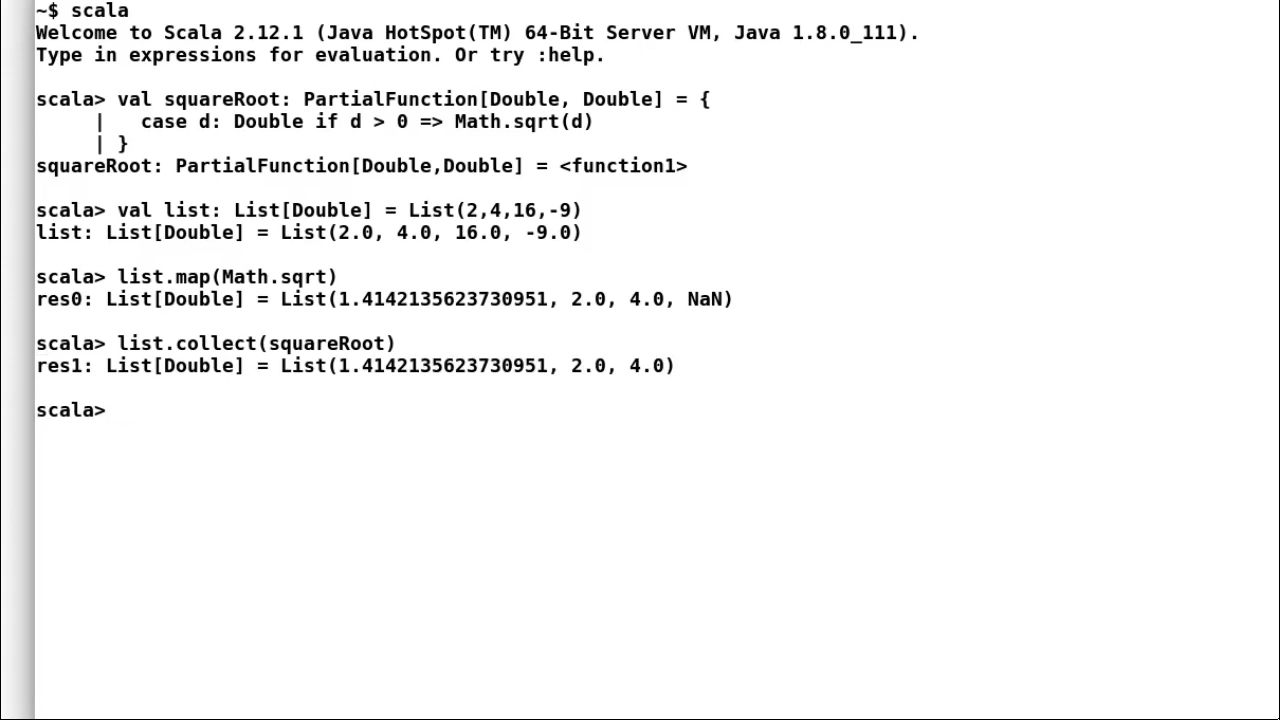 ~$ scala
Welcome to Scala 2.12.1 (Java HotSpot(TM) 64-Bit Server VM, Java 1.8.0_111).
Type in expressions for evaluation. Or try :help.
scala> val squareRoot: PartialFunction[Double, Double] = {
     |   case d: Double if d > 0 => Math.sqrt(d)
     | }
squareRoot: PartialFunction[Double,Double] = <function1>
scala> val list: List[Double] = List(2,4,16,-9)
list: List[Double] = List(2.0, 4.0, 16.0, -9.0)
scala> list.map(Math.sqrt)
res0: List[Double] = List(1.4142135623730951, 2.0, 4.0, NaN)
scala> list.collect(squareRoot)
res1: List[Double] = List(1.4142135623730951, 2.0, 4.0)
scala>